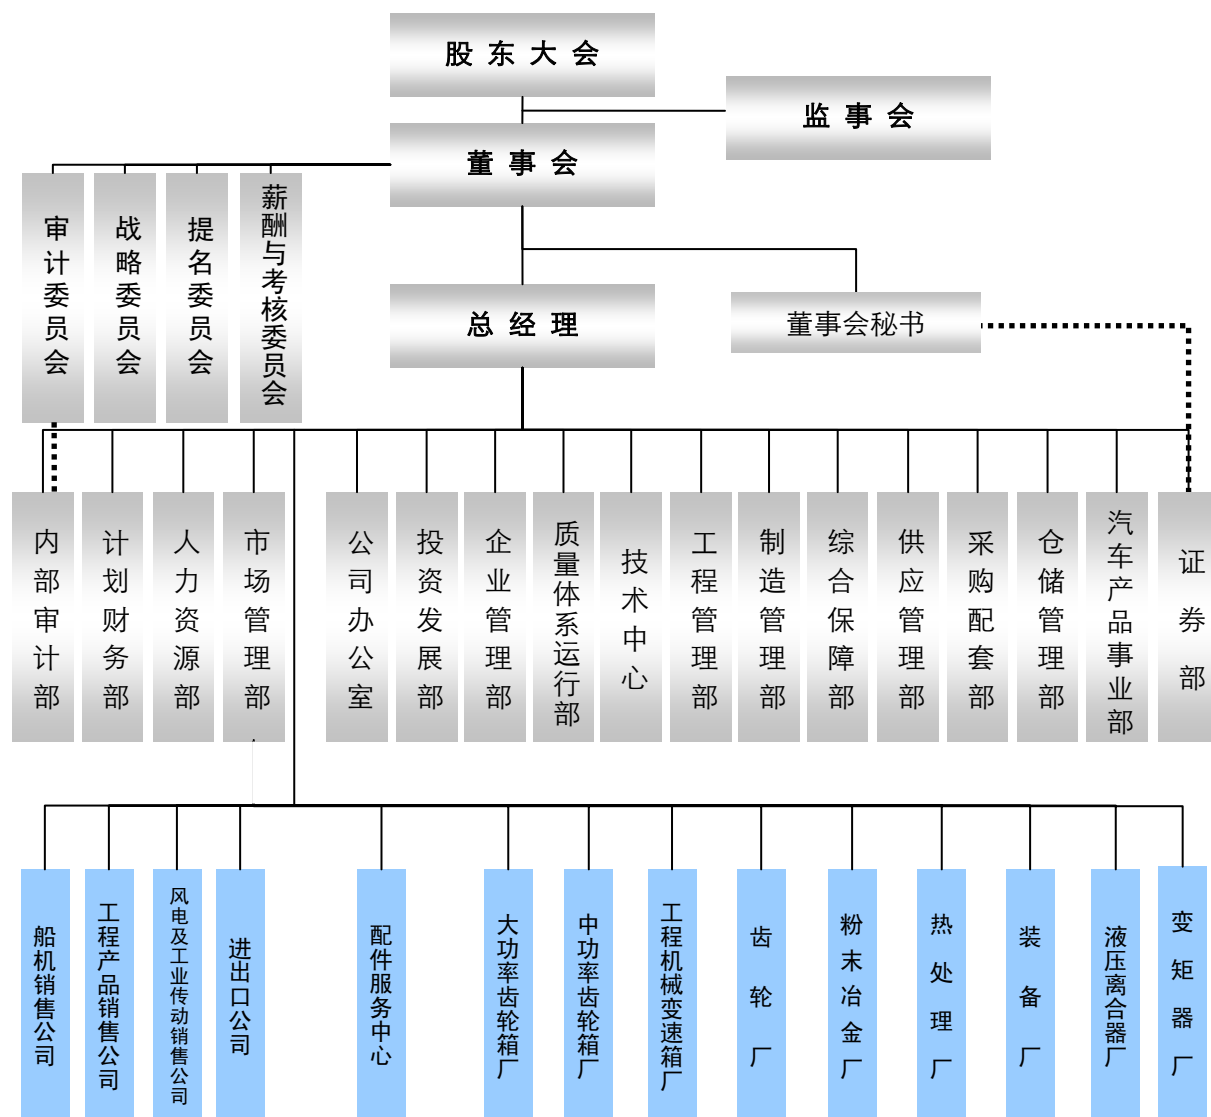 股东大会
监事会
董事会
审计委员会
战略委员会
提名委员会
薪酬与考核委员会
总经理
董事会秘书
内部审计部
计划财务部
人力资源部
市场管理部
公司办公室
投资发展部
企业管理部
质量体系运行部
技术中心
工程管理部
制造管理部
综合保障部
供应管理部
采购配套部
仓储管理部
汽车产品事业部
证券部
船机销售公司
工程产品销售公司
风电及工业传动销售公司
进出口公司
配件服务中心
大功率齿轮箱厂
中功率齿轮箱厂
工程机械变速箱厂
齿轮厂
粉末冶金厂
热处理厂
装备厂
液压离合器厂
变矩器厂